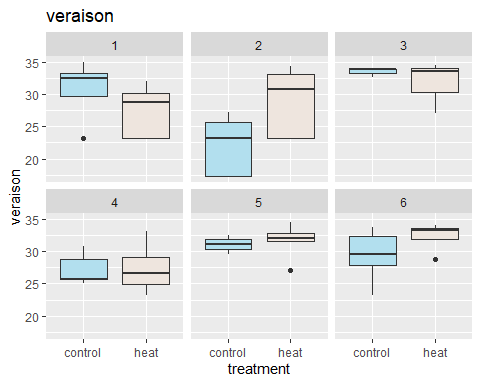 veraison
1 2 3
35
30
25
20
4 5 6
35
30
25
20
veraison
control heat control heat control heat
treatment